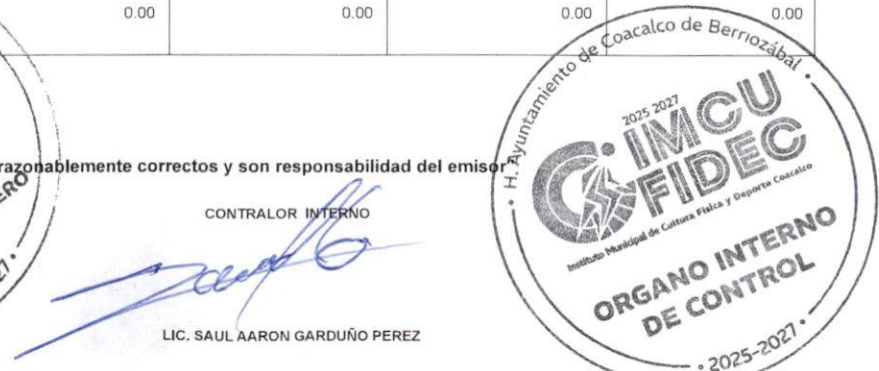 0.00 0.00 0.00 0.00
razonablemente correctos y son responsabilidad del emisor"
CONTRALOR INTERNO
LIC. SAUL AARON GARDUÑO PEREZ
• H. Ayuntamiento de Coacalco de Berriozábal •
2025 2027
IMCU
FIDEC
Instituto Municipal de Cultura Física y Deporte Coacalco
ORGANO INTERNO
DE CONTROL
• 2025-2027 •